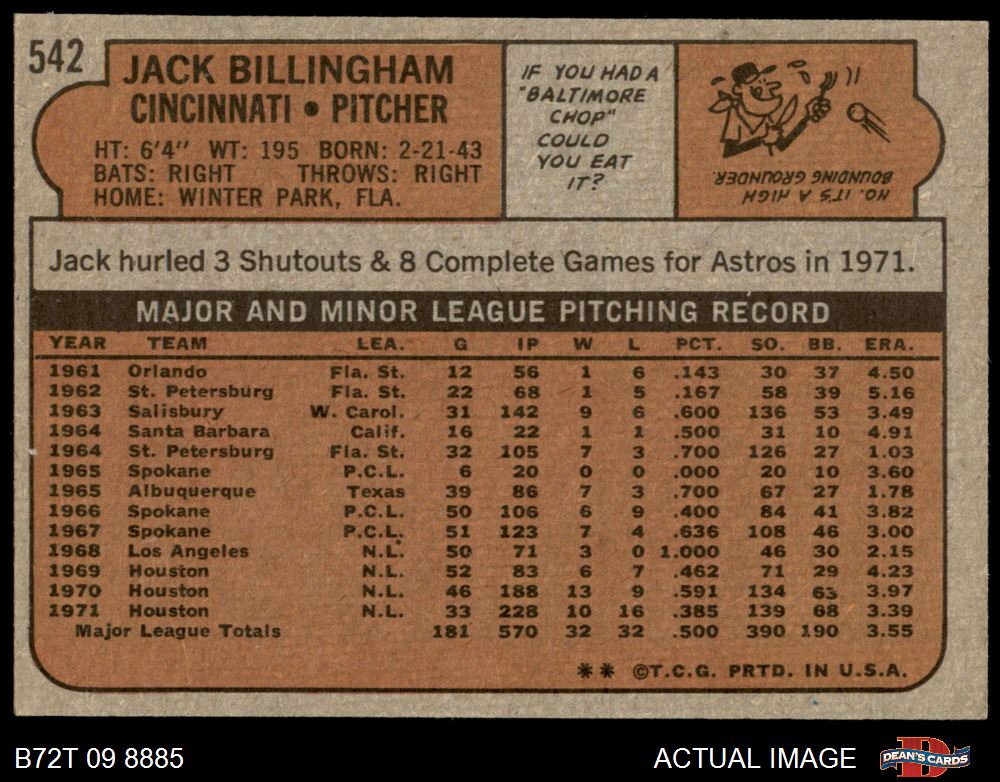 542
JACK BILLINGHAM
CINCINNATI • PITCHER
HT: 6'4" WT: 195 BORN: 2-21-43
BATS: RIGHT THROWS: RIGHT
HOME: WINTER PARK, FLA.
IF YOU HAD A
"BALTIMORE
CHOP"
COULD
YOU EAT
IT?
NO. IT'S A HIGH
BOUNDING GROUNDER.
Jack hurled 3 Shutouts & 8 Complete Games for Astros in 1971.
MAJOR AND MINOR LEAGUE PITCHING RECORD
YEAR TEAM LEA. G IP W L PCT. SO. BB. ERA.
1961 Orlando Fla. St. 12 56 1 6 .143 30 37 4.50
1962 St. Petersburg Fla. St. 22 68 1 5 .167 58 39 5.16
1963 Salisbury W. Carol. 31 142 9 6 .600 136 53 3.49
1964 Santa Barbara Calif. 16 22 1 1 .500 31 10 4.91
1964 St. Petersburg Fla. St. 32 105 7 3 .700 126 27 1.03
1965 Spokane P.C.L. 6 20 0 0 .000 20 10 3.60
1965 Albuquerque Texas 39 86 7 3 .700 67 27 1.78
1966 Spokane P.C.L. 50 106 6 9 .400 84 41 3.82
1967 Spokane P.C.L. 51 123 7 4 .636 108 46 3.00
1968 Los Angeles N.L. 50 71 3 0 1.000 46 30 2.15
1969 Houston N.L. 52 83 6 7 .462 71 29 4.23
1970 Houston N.L. 46 188 13 9 .591 134 63 3.97
1971 Houston N.L. 33 228 10 16 .385 139 68 3.39
Major League Totals 181 570 32 32 .500 390 190 3.55
** ©T.C.G. PRTD. IN U.S.A.
B72T 09 8885
ACTUAL IMAGE
DEAN'S CARDS